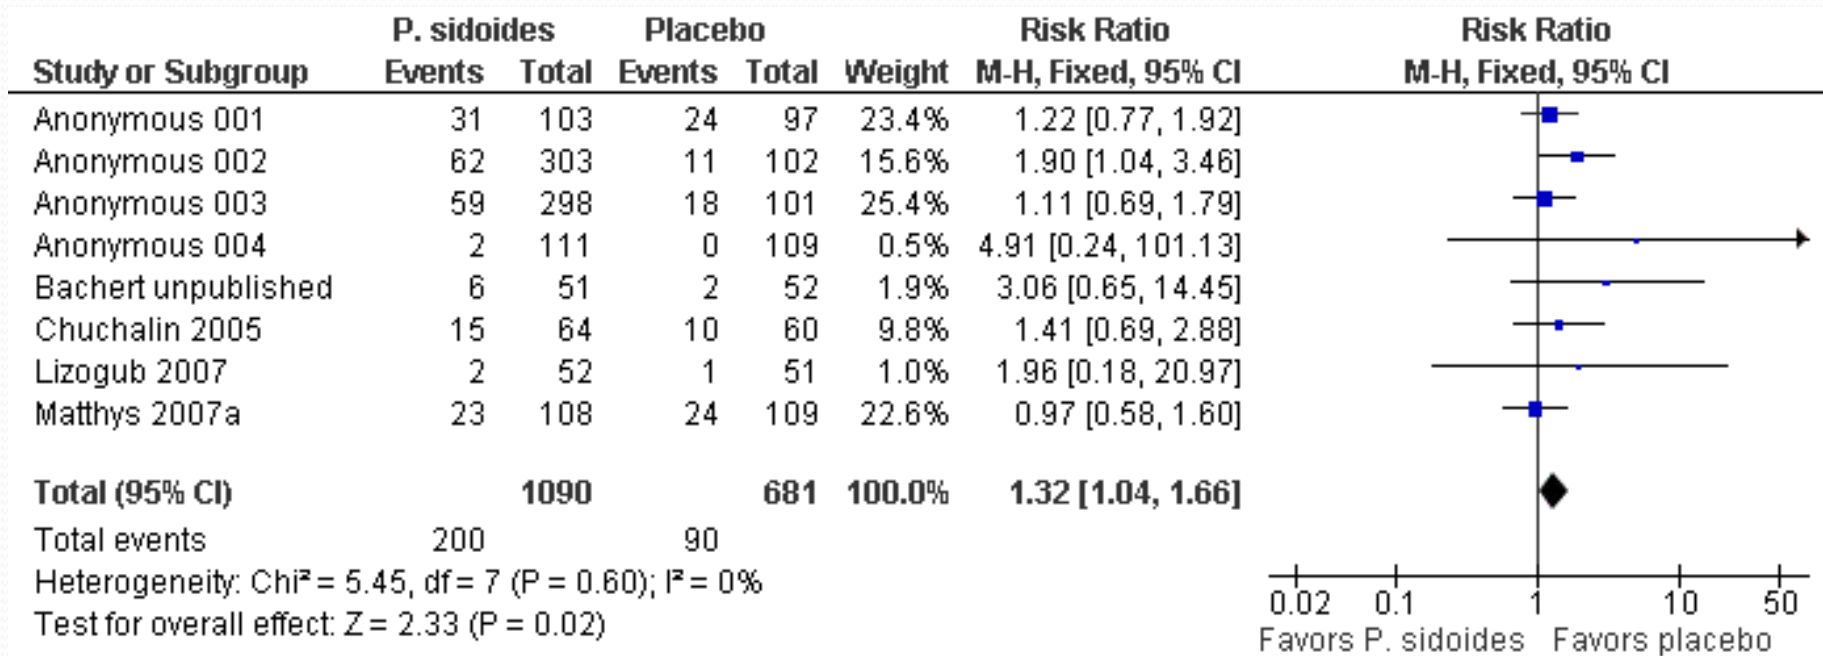 P. sidoides Placebo Risk Ratio Risk Ratio
Study or Subgroup Events Total Events Total Weight M-H, Fixed, 95% CI M-H, Fixed, 95% CI
Anonymous 001 31 103 24 97 23.4% 1.22 [0.77, 1.92]
Anonymous 002 62 303 11 102 15.6% 1.90 [1.04, 3.46]
Anonymous 003 59 298 18 101 25.4% 1.11 [0.69, 1.79]
Anonymous 004 2 111 0 109 0.5% 4.91 [0.24, 101.13]
Bachert unpublished 6 51 2 52 1.9% 3.06 [0.65, 14.45]
Chuchalin 2005 15 64 10 60 9.8% 1.41 [0.69, 2.88]
Lizogub 2007 2 52 1 51 1.0% 1.96 [0.18, 20.97]
Matthys 2007a 23 108 24 109 22.6% 0.97 [0.58, 1.60]
Total (95% CI) 1090 681 100.0% 1.32 [1.04, 1.66]
Total events 200 90
Heterogeneity: Chi² = 5.45, df = 7 (P = 0.60); I² = 0%
Test for overall effect: Z = 2.33 (P = 0.02)
0.02 0.1 1 10 50
Favors P. sidoides Favors placebo